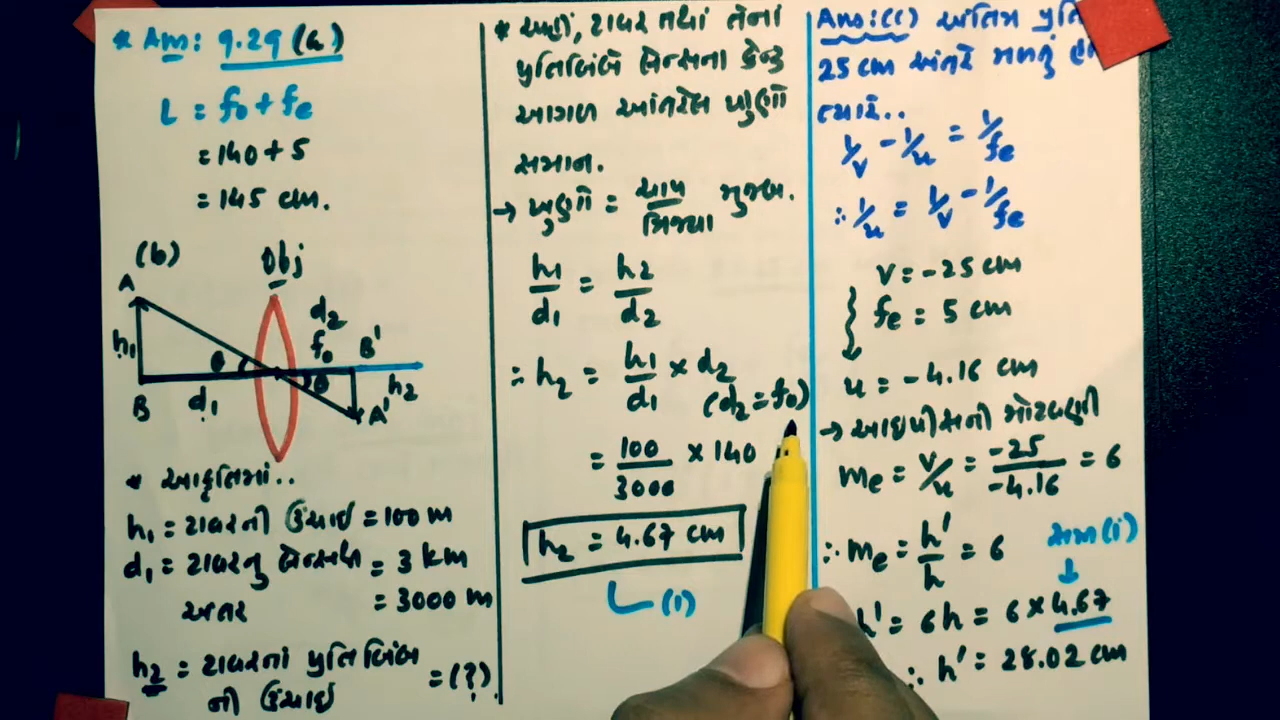 * Ans: 9.29 (a)
L = fo + fe
= 140 + 5
= 145 cm.
(b)
Obj
A
h1
B
d1
θ
d2
fo
B'
θ
h2
A'
* આકૃતિમાં..
h1 = ટાવરની ઉંચાઈ = 100 m
d1 = ટાવરનું લેન્સથી = 3 km
અંતર = 3000 m
h2 = ટાવરનાં પ્રતિબિંબ
ની ઉંચાઈ = (?)
* અહીં, ટાવર તથાં તેનાં
પ્રતિબિંબે લેન્સના કેન્દ્ર
આગળ આંતરેલ ખૂણાઁ
સમાન.
→ ખૂણાઁ = ચાપ/ત્રિજ્યા મુજબ.
h1/d1 = h2/d2
∴ h2 = h1/d1 × d2
(d2 = fo)
= 100/3000 × 140
h2 = 4.67 cm
(1)
Ans:(c) અંતિમ
25 cm અંતરે મળતું
ત્યારે..
1/v - 1/u = 1/fe
∴ 1/u = 1/v - 1/fe
v = -25 cm
fe = 5 cm
u = -4.16 cm
→ આઇપીસની મોટવણી
me = v/u = -25/-4.16 = 6
∴ me = h'/h = 6
સમ(i)
h' = 6h = 6 × 4.67
∴ h' = 28.02 cm